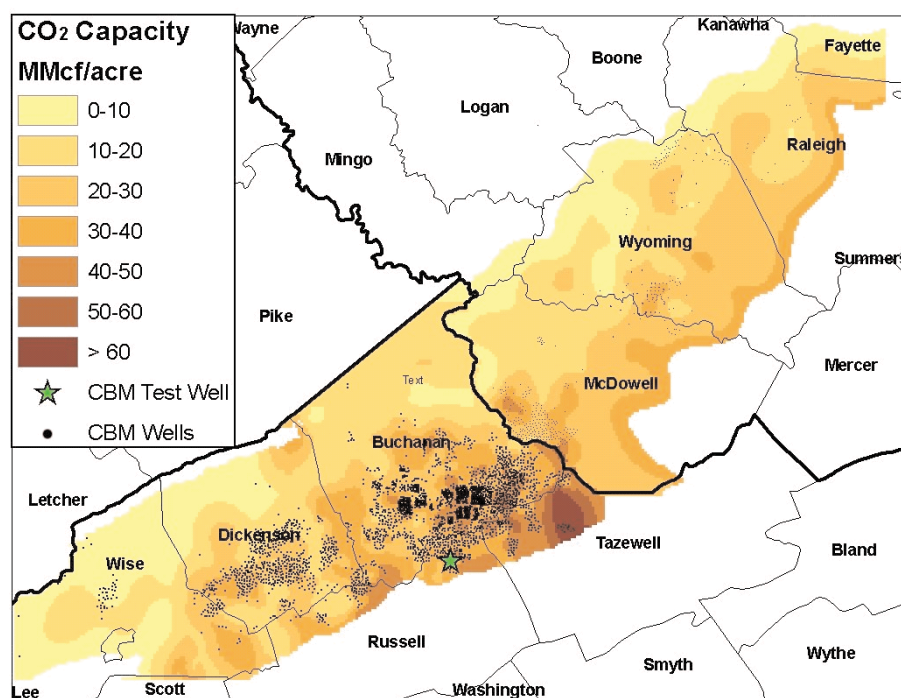 CO2 Capacity
MMcf/acre
0-10
10-20
20-30
30-40
40-50
50-60
> 60
CBM Test Well
CBM Wells
Wayne
Kanawha
Fayette
Boone
Logan
Raleigh
Mingo
Wyoming
Summers
Pike
Mercer
Text
McDowell
Buchanan
Letcher
Dickenson
Tazewell
Bland
Wise
Russell
Smyth
Wythe
Lee
Scott
Washington